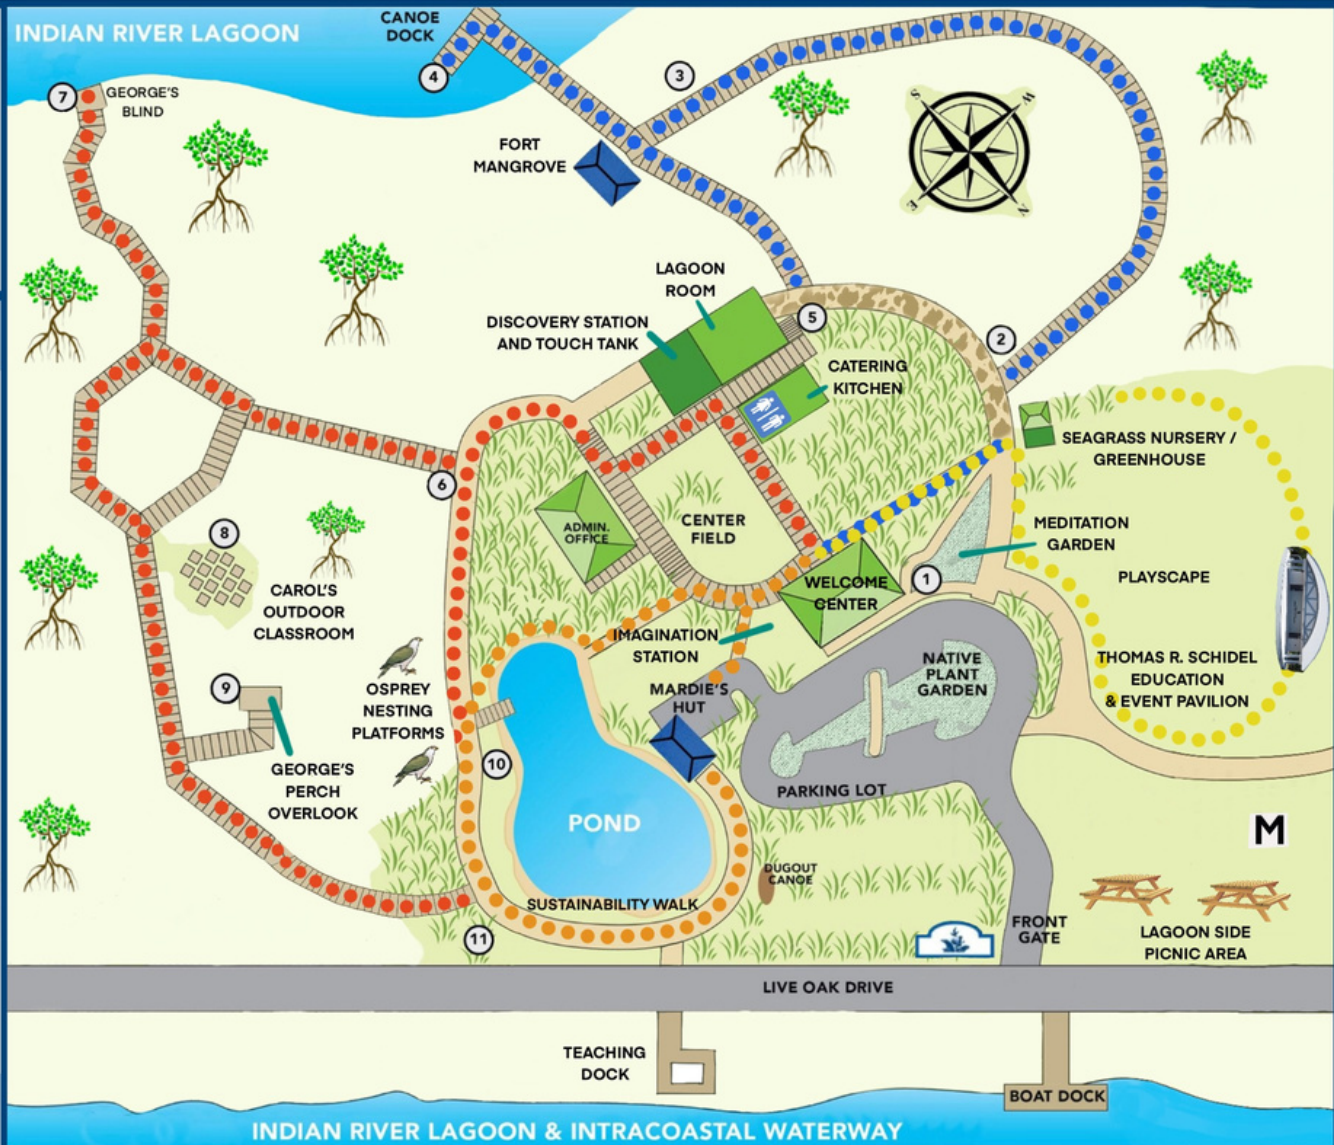 INDIAN RIVER LAGOON
CANOE
DOCK
4
3
7
GEORGE'S
BLIND
S
W
E
N
FORT
MANGROVE
LAGOON
ROOM
DISCOVERY STATION
AND TOUCH TANK
5
2
CATERING
KITCHEN
SEAGRASS NURSERY /
GREENHOUSE
6
ADMIN.
OFFICE
CENTER
FIELD
MEDITATION
GARDEN
8
CAROL'S
OUTDOOR
CLASSROOM
WELCOME
CENTER
1
PLAYSCAPE
IMAGINATION
STATION
NATIVE
PLANT
GARDEN
THOMAS R. SCHIDEL
EDUCATION
& EVENT PAVILION
9
OSPREY
NESTING
PLATFORMS
MARDIE'S
HUT
GEORGE'S
PERCH
OVERLOOK
10
PARKING LOT
POND
M
DUGOUT
CANOE
SUSTAINABILITY WALK
11
FRONT
GATE
LAGOON SIDE
PICNIC AREA
LIVE OAK DRIVE
TEACHING
DOCK
BOAT DOCK
INDIAN RIVER LAGOON & INTRACOASTAL WATERWAY